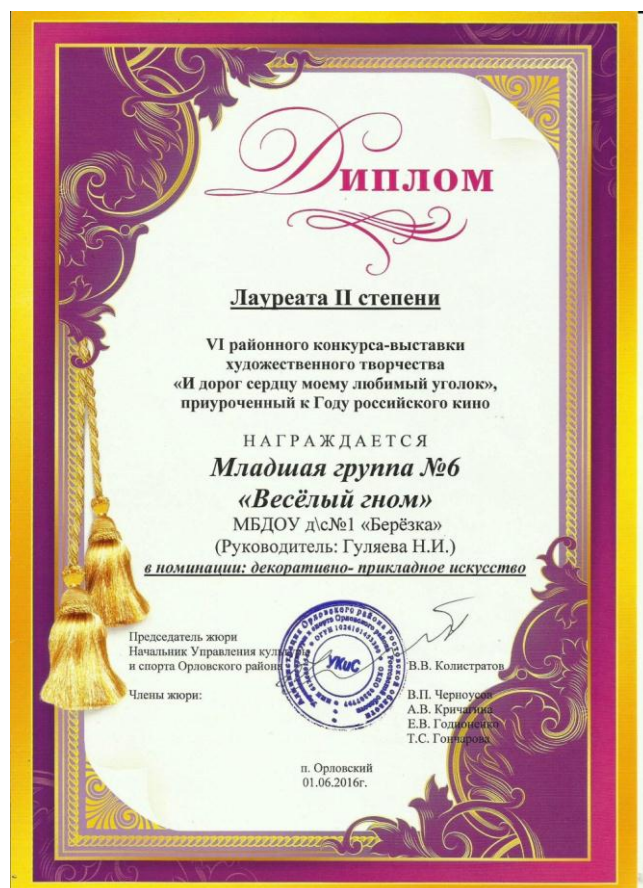 Диплом
Лауреата II степени
VI районного конкурса-выставки
художественного творчества
«И дорог сердцу моему любимый уголок»,
приуроченный к Году российского кино
НАГРАЖДАЕТСЯ
Младшая группа №6
«Весёлый гном»
МБДОУ д\с№1 «Берёзка»
(Руководитель: Гуляева Н.И.)
в номинации: декоративно- прикладное искусство
Председатель жюри
Начальник Управления культуры
и спорта Орловского района
В.В. Колистратов
УКиС
Члены жюри:
В.П. Черноусов
А.В. Кричагина
Е.В. Годионенко
Т.С. Гончарова
п. Орловский
01.06.2016г.